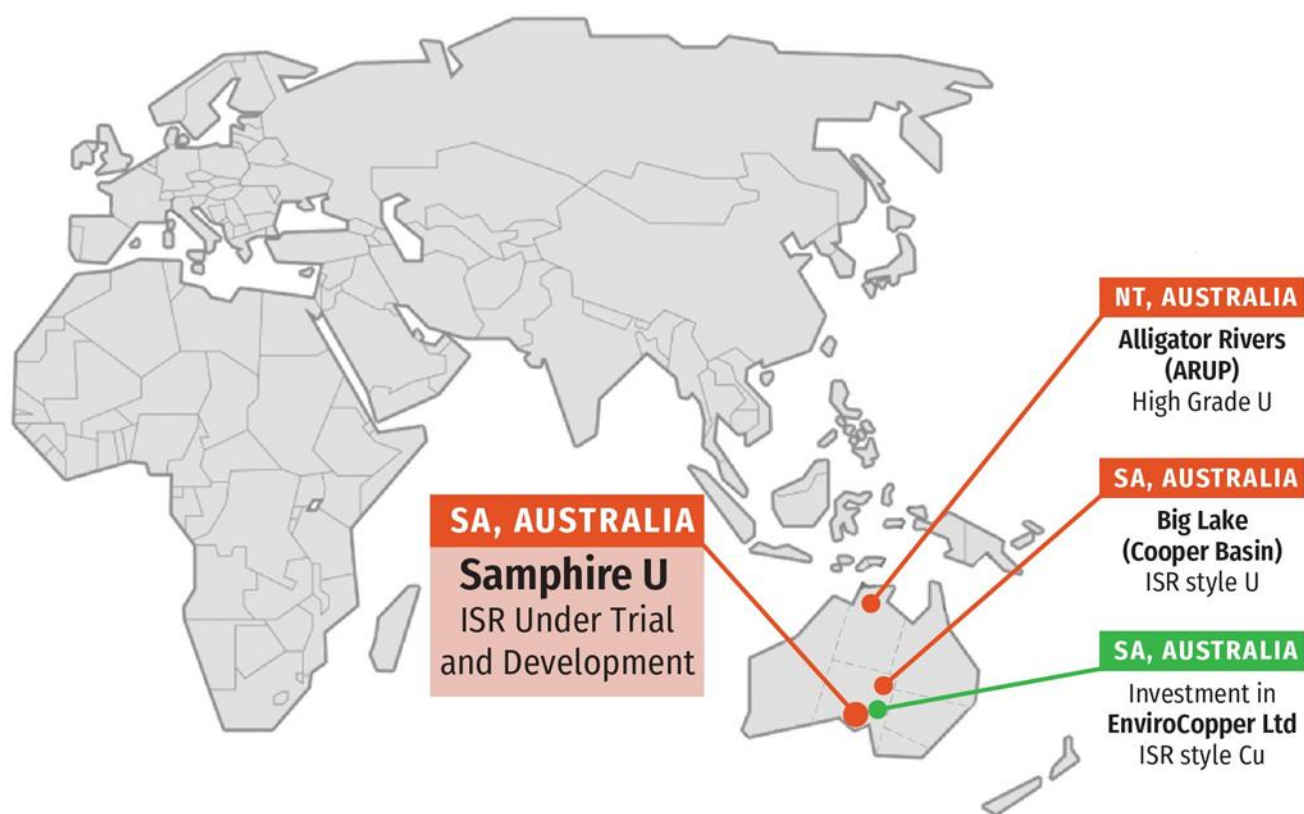 NT, AUSTRALIA
Alligator Rivers
(ARUP)
High Grade U
SA, AUSTRALIA
Big Lake
(Cooper Basin)
ISR style U
SA, AUSTRALIA
Samphire U
ISR Under Trial
and Development
SA, AUSTRALIA
Investment in
EnviroCopper Ltd
ISR style Cu